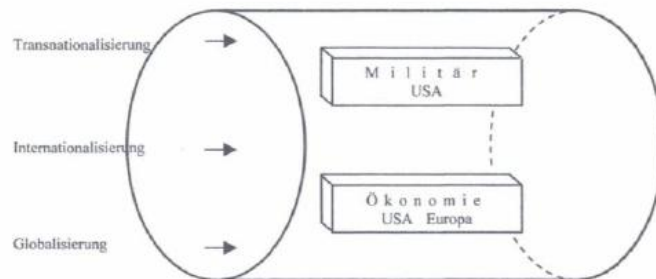 Transnationalisierung
Militär
USA
Internationalisierung
Ökonomie
USA Europa
Globalisierung